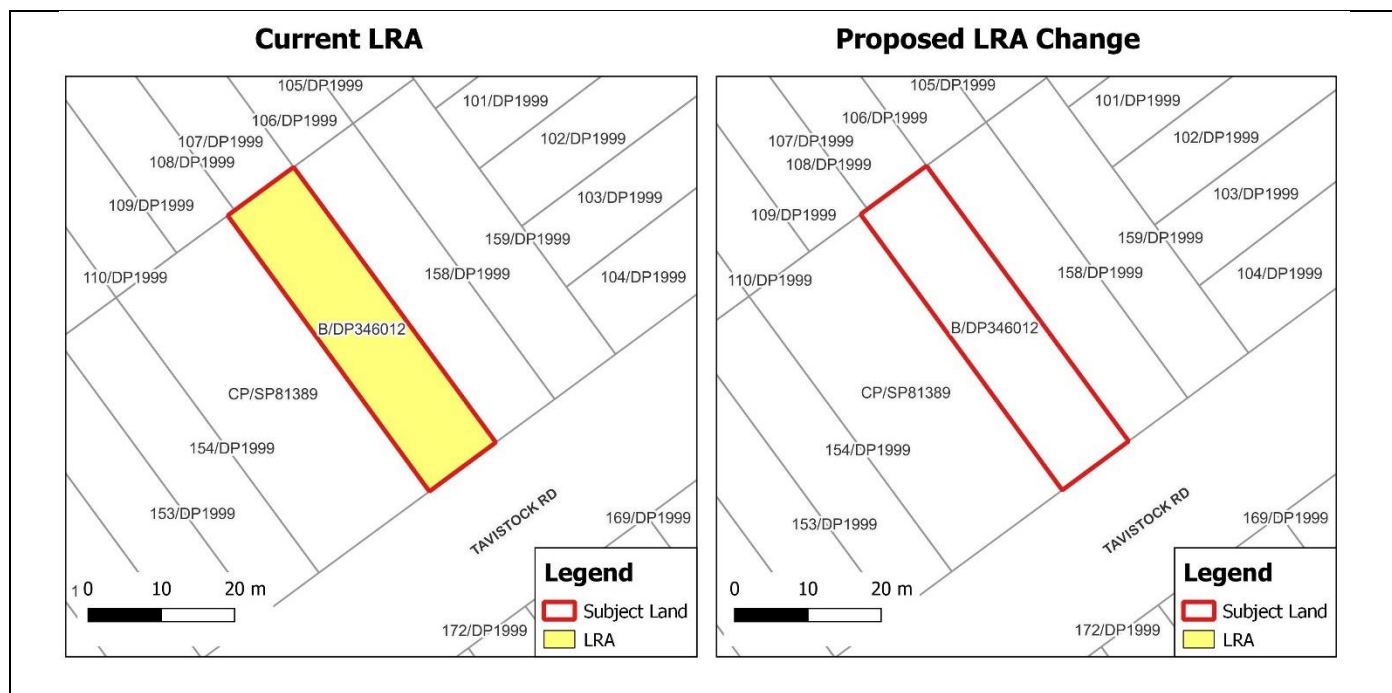 Current LRA
105/DP1999
101/DP1999
106/DP1999
102/DP1999
107/DP1999
108/DP1999
103/DP1999
109/DP1999
159/DP1999
110/DP1999
158/DP1999
104/DP1999
B/DP346012
CP/SP81389
154/DP1999
153/DP1999
TAVISTOCK RD
169/DP1999
1
0 10 20 m
172/DP1999
Legend
Subject Land
LRA
Proposed LRA Change
105/DP1999
101/DP1999
106/DP1999
102/DP1999
107/DP1999
108/DP1999
103/DP1999
109/DP1999
159/DP1999
110/DP1999
158/DP1999
104/DP1999
B/DP346012
CP/SP81389
154/DP1999
153/DP1999
TAVISTOCK RD
169/DP1999
0 10 20 m
172/DP1999
Legend
Subject Land
LRA